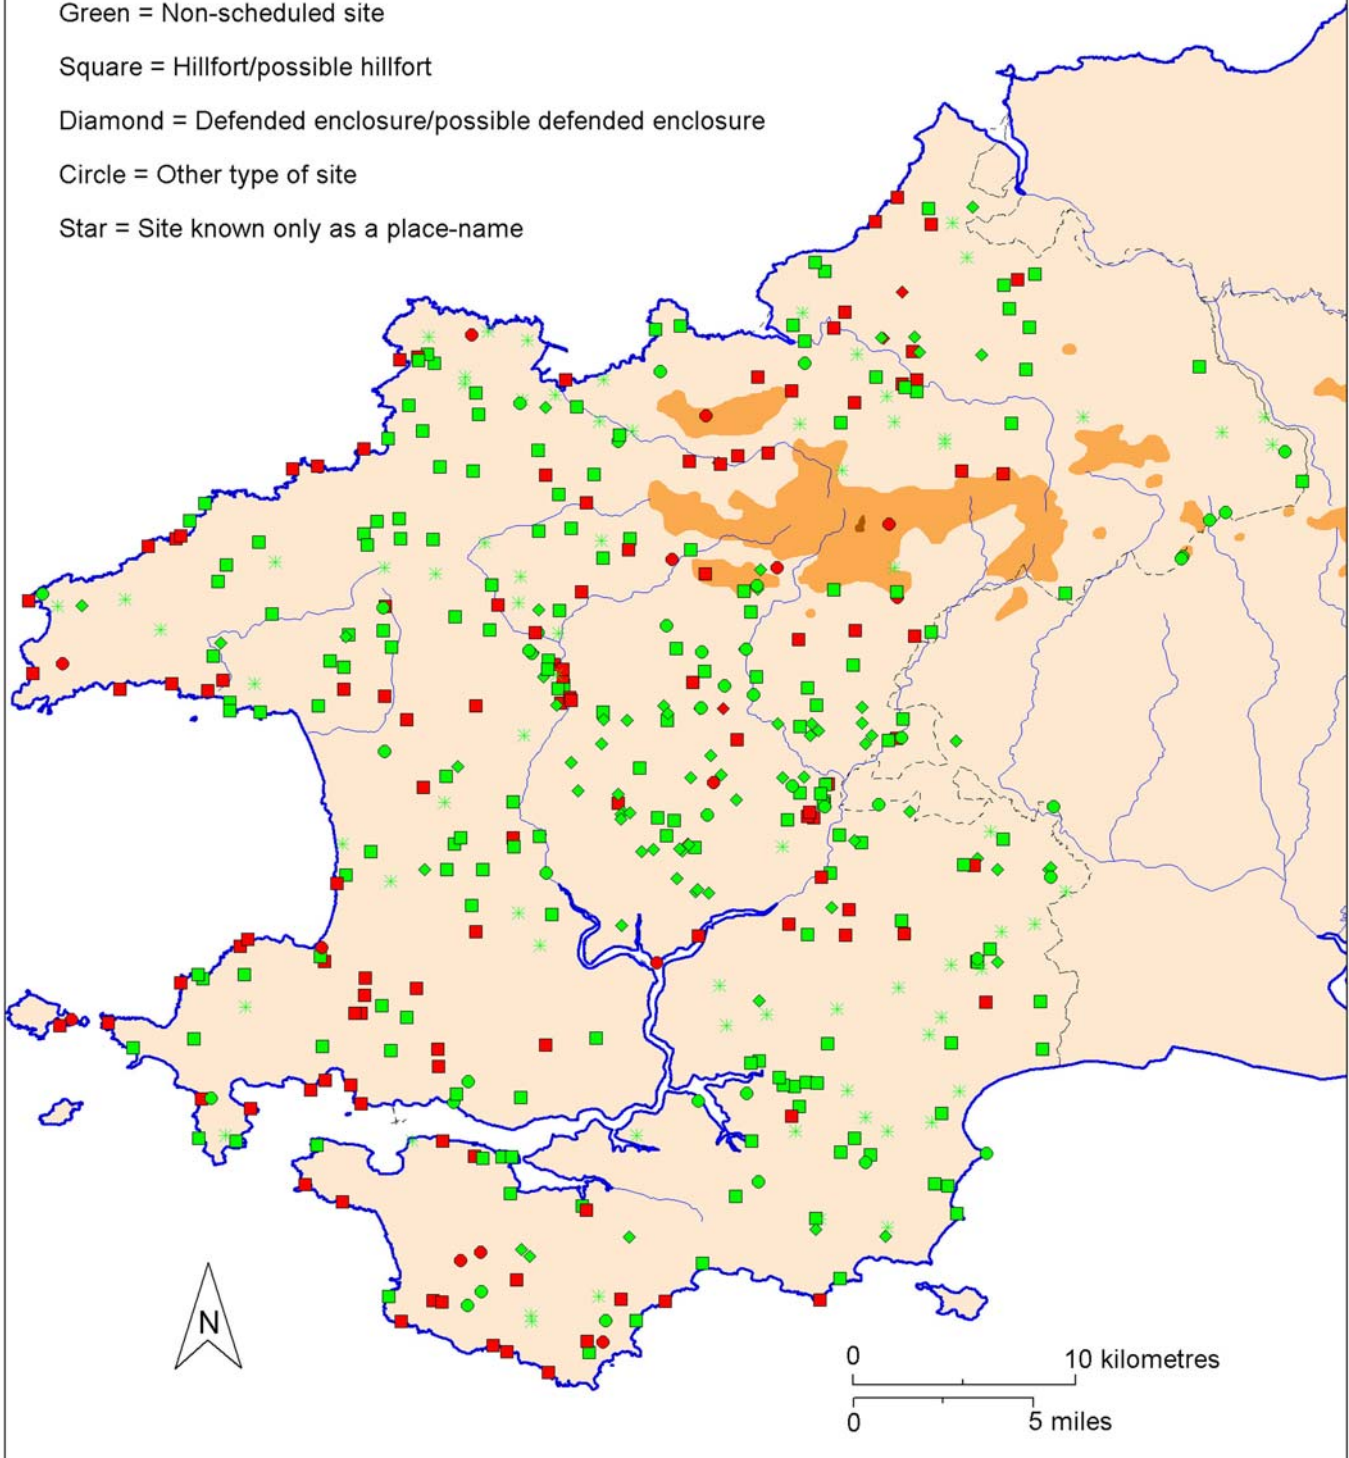 Green = Non-scheduled site
Square = Hillfort/possible hillfort
Diamond = Defended enclosure/possible defended enclosure
Circle = Other type of site
Star = Site known only as a place-name
N
0 10 kilometres
0 5 miles